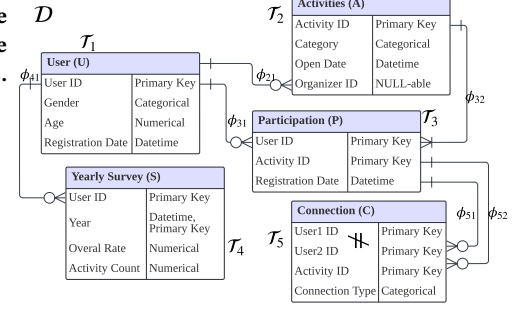 e
𝒟
e
s.
𝒯₂
Activities (A)
Activity ID Primary Key
Category Categorical
Open Date Datetime
Organizer ID NULL-able
𝒯₁
User (U)
User ID Primary Key
Gender Categorical
Age Numerical
Registration Date Datetime
ϕ₄₁
ϕ₂₁
ϕ₃₁
ϕ₃₂
𝒯₃
Participation (P)
User ID Primary Key
Activity ID Primary Key
Registration Date Datetime
Yearly Survey (S)
User ID Primary Key
Year Datetime,
Primary Key
Overal Rate Numerical
Activity Count Numerical
𝒯₄
𝒯₅
Connection (C)
User1 ID Primary Key
User2 ID Primary Key
Activity ID Primary Key
Connection Type Categorical
ϕ₅₁
ϕ₅₂